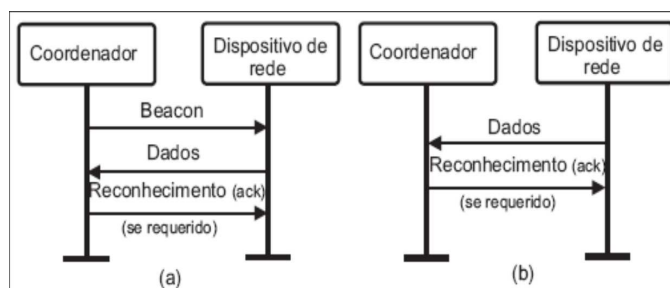 Coordenador
Dispositivo de
rede
Beacon
Dados
Reconhecimento (ack)
(se requerido)
(a)
Coordenador
Dispositivo de
rede
Dados
Reconhecimento (ack)
(se requerido)
(b)